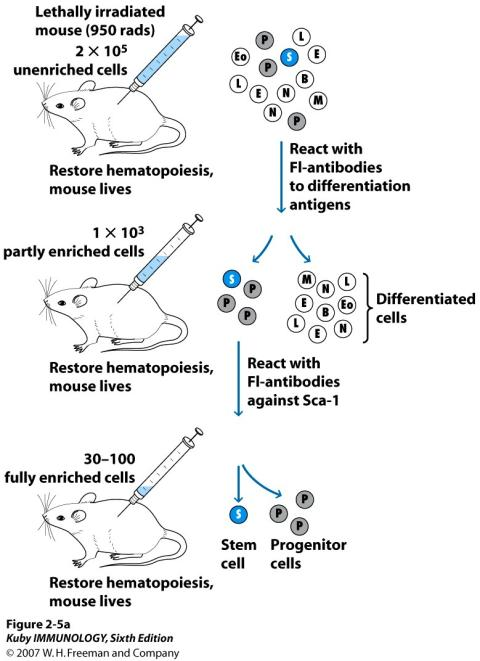 Lethally irradiated
mouse (950 rads)
2 × 10⁵
unenriched cells
Restore hematopoiesis,
mouse lives
P
L
Eo
S
E
P
L
B
E
N
M
N
P
React with
Fl-antibodies
to differentiation
antigens
1 × 10³
partly enriched cells
Restore hematopoiesis,
mouse lives
S
P
P
P
M
N
L
E
B
Eo
L
E
N
Differentiated
cells
React with
Fl-antibodies
against Sca-1
30–100
fully enriched cells
Restore hematopoiesis,
mouse lives
S
P
P
P
Stem
cell
Progenitor
cells
Figure 2-5a
Kuby IMMUNOLOGY, Sixth Edition
© 2007 W. H. Freeman and Company